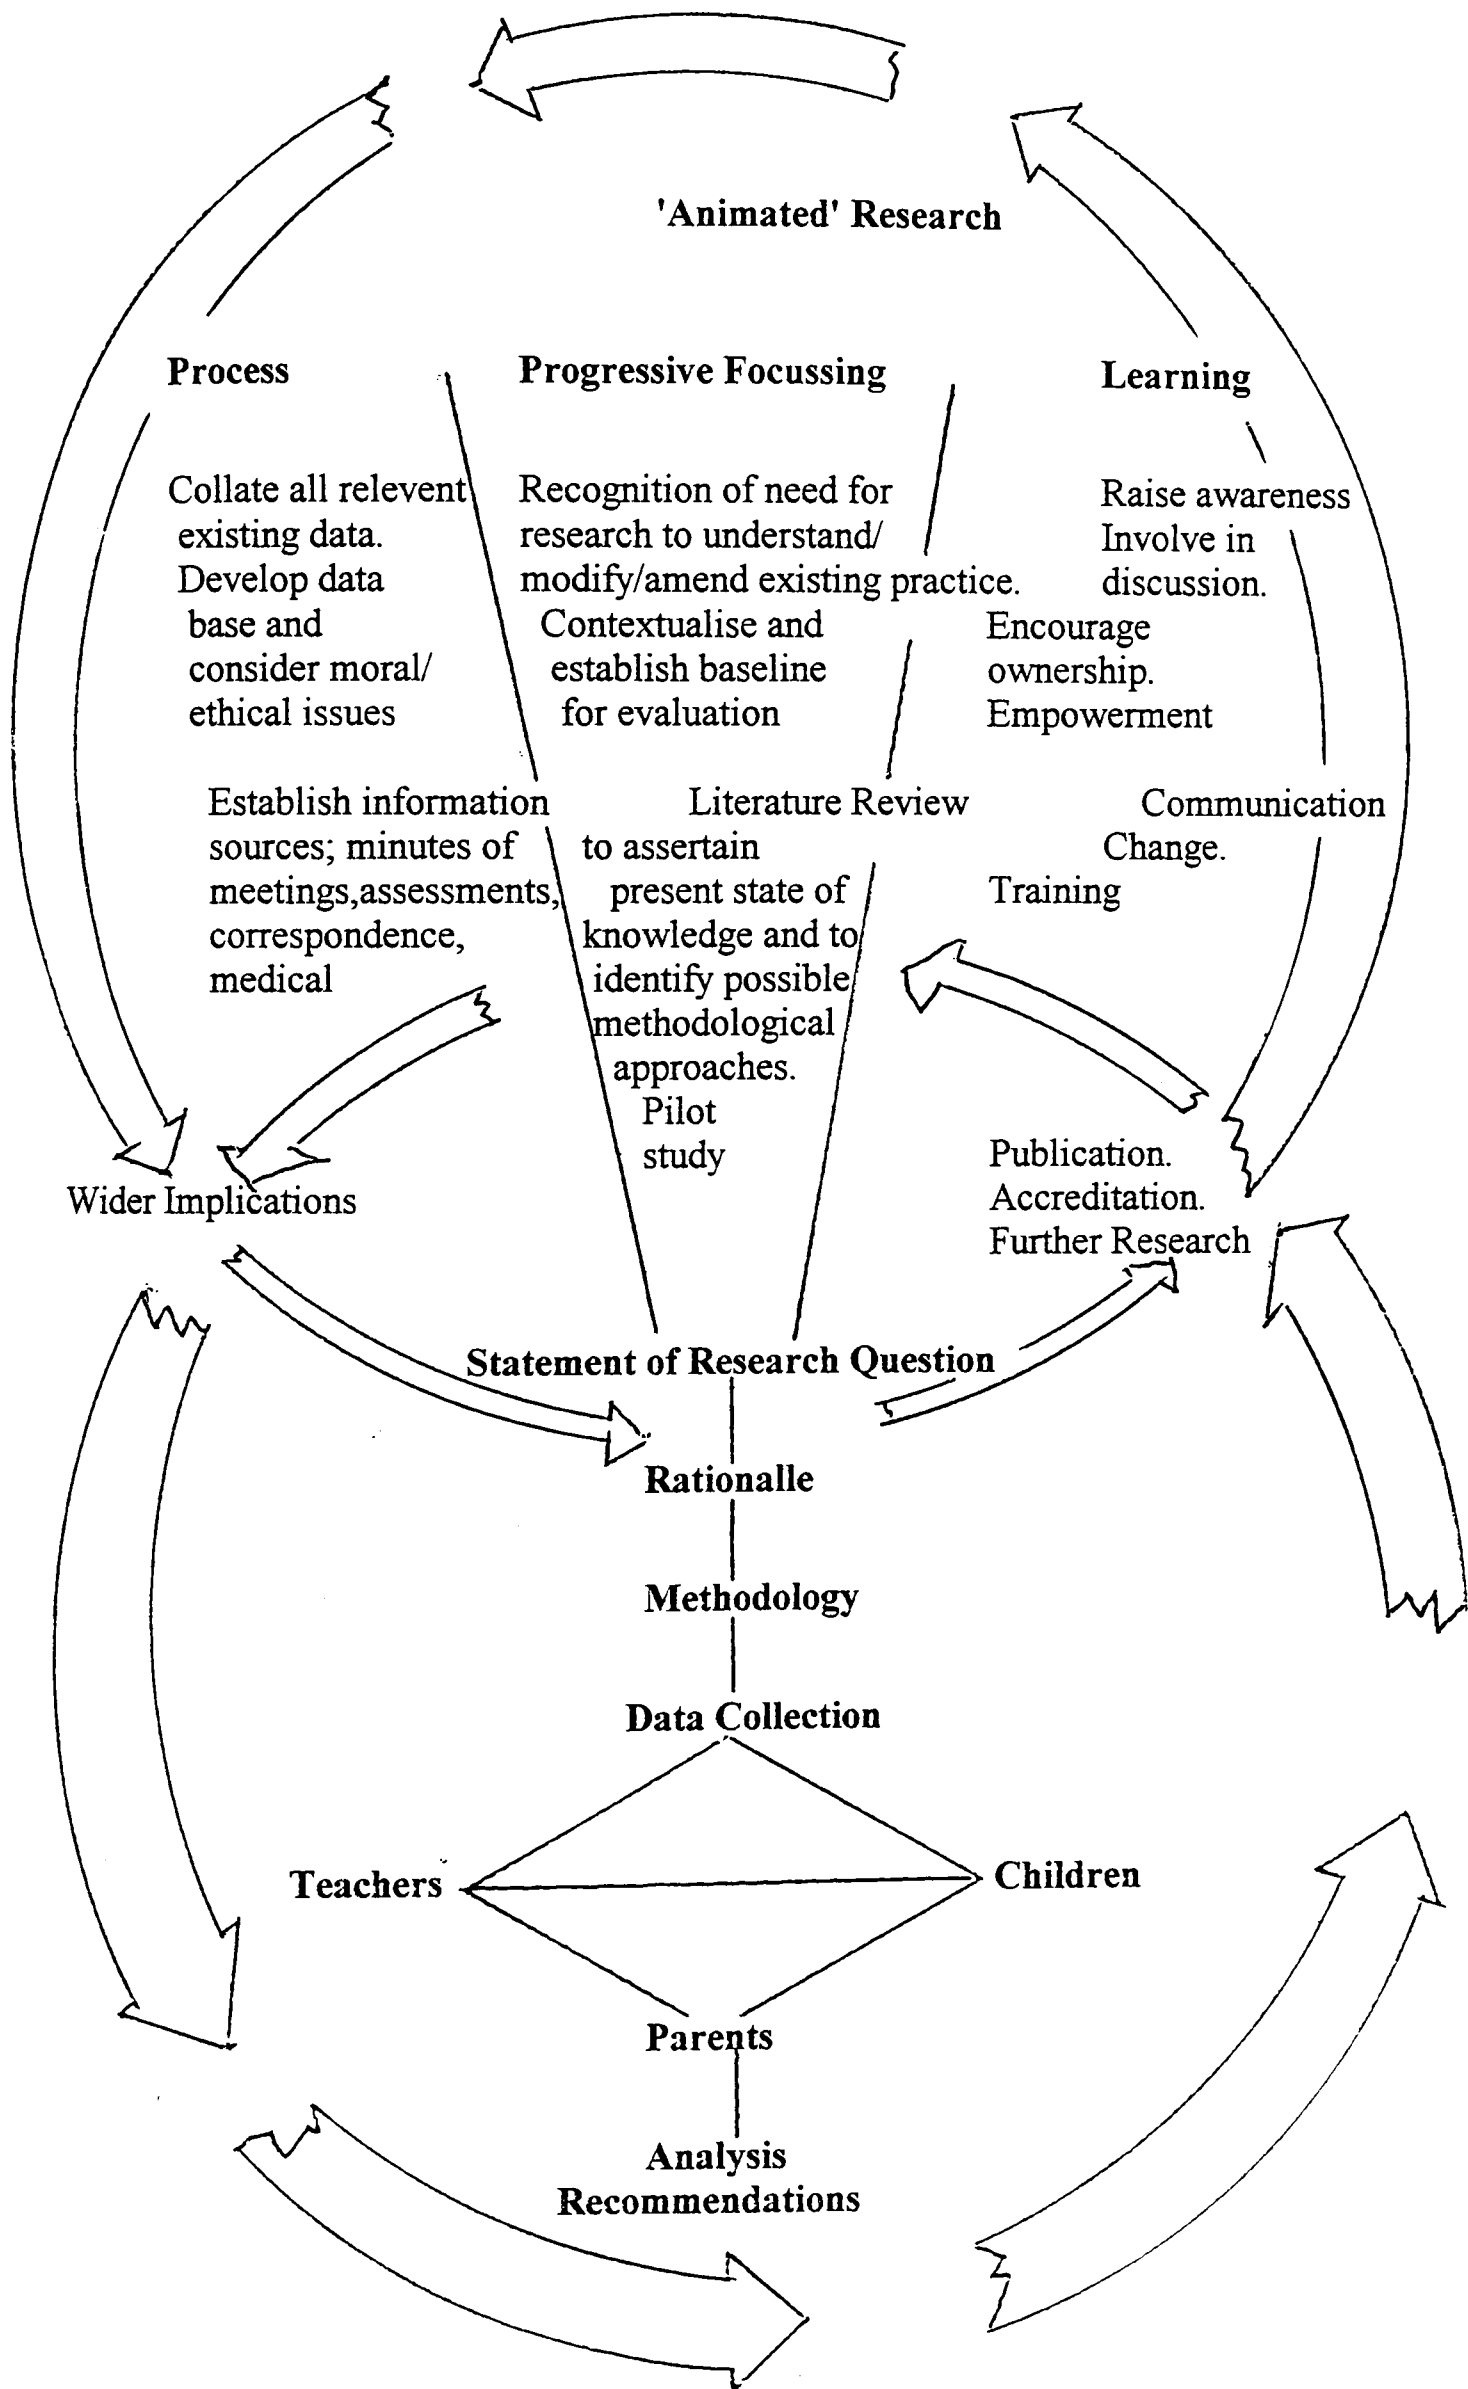 'Animated' Research
Process
Collate all relevent
existing data.
Develop data
base and
consider moral/
ethical issues
Establish information
sources; minutes of
meetings,assessments,
correspondence,
medical
Wider Implications
Progressive Focussing
Recognition of need for
research to understand/
modify/amend existing practice.
Contextualise and
establish baseline
for evaluation
Literature Review
to assertain
present state of
knowledge and to
identify possible
methodological
approaches.
Pilot
study
Learning
Raise awareness
Involve in
discussion.
Encourage
ownership.
Empowerment
Communication
Change.
Training
Publication.
Accreditation.
Further Research
Statement of Research Question
Rationalle
Methodology
Data Collection
Teachers
Children
Parents
Analysis
Recommendations